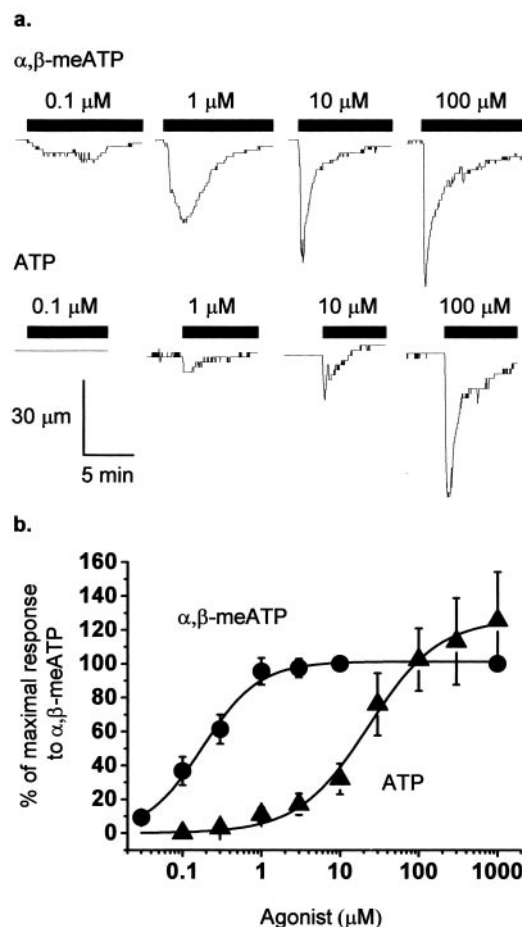 a.
α,β-meATP
0.1 μM 1 μM 10 μM 100 μM
ATP
0.1 μM 1 μM 10 μM 100 μM
30 μm
5 min
b.
160
140
120
100
80
60
40
20
0
% of maximal response
to α,β-meATP
α,β-meATP
ATP
0.1 1 10 100 1000
Agonist (μM)